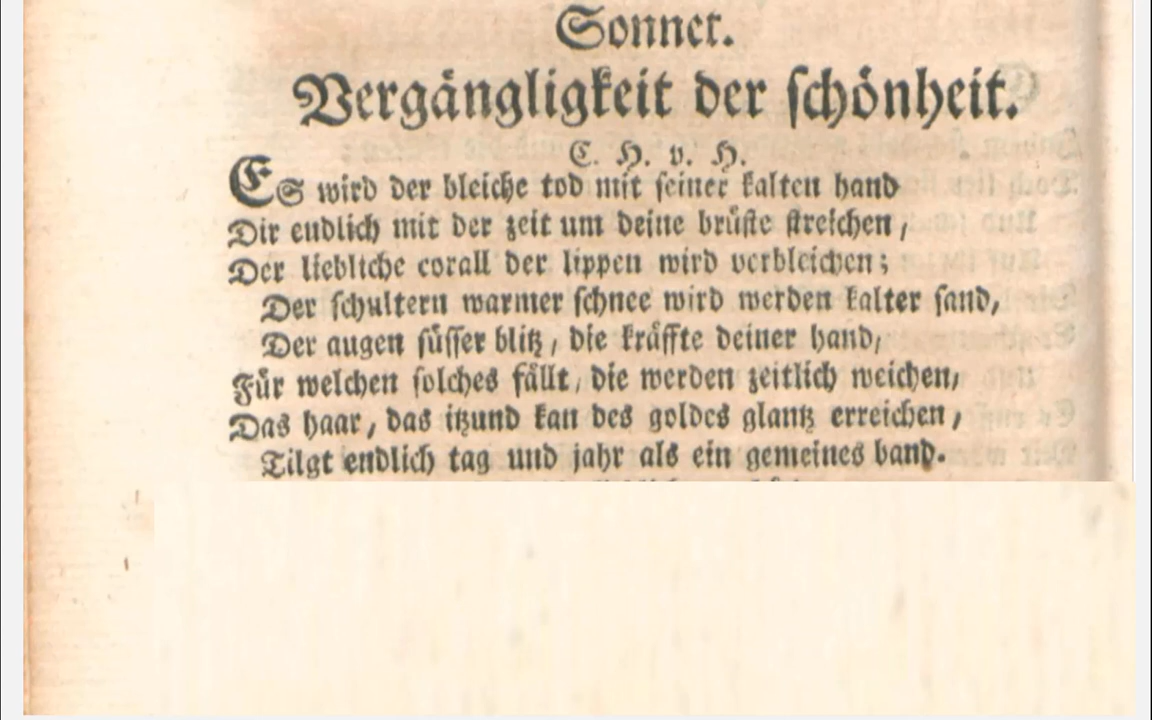 Sonnet.
Vergängligkeit der schönheit.
C. H. v. H.
ES wird der bleiche tod mit seiner kalten hand
Dir endlich mit der zeit um deine brüste streichen /
Der liebliche corall der lippen wird verbleichen;
Der schultern warmer schnee wird werden kalter sand,
Der augen süsser blitz / die kräffte deiner hand /
Für welchen solches fällt / die werden zeitlich weichen /
Das haar / das itzund kan des goldes glantz erreichen /
Tilgt endlich tag und jahr als ein gemeines band.